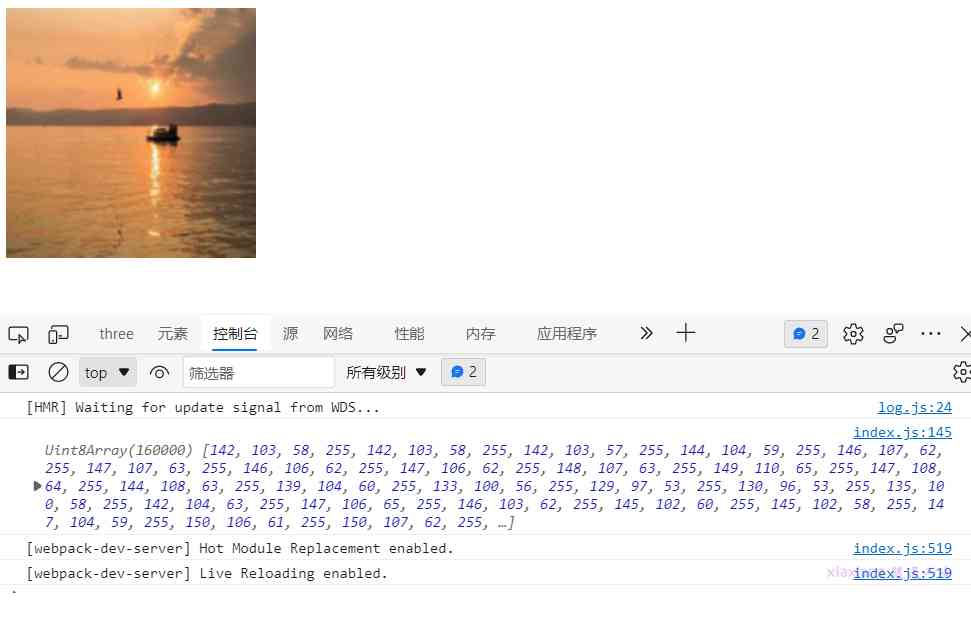 three 元素 控制台 源 网络 性能 内存 应用程序 2
top 筛选器 所有级别 2
[HMR] Waiting for update signal from WDS... log.js:24
index.js:145
Uint8Array(160000) [142, 103, 58, 255, 142, 103, 58, 255, 142, 103, 57, 255, 144, 104, 59, 255, 146, 107, 62,
255, 147, 107, 63, 255, 146, 106, 62, 255, 147, 106, 62, 255, 148, 107, 63, 255, 149, 110, 65, 255, 147, 108,
64, 255, 144, 108, 63, 255, 139, 104, 60, 255, 133, 100, 56, 255, 129, 97, 53, 255, 130, 96, 53, 255, 135, 10
0, 58, 255, 142, 104, 63, 255, 147, 106, 65, 255, 146, 103, 62, 255, 145, 102, 60, 255, 145, 102, 58, 255, 14
7, 104, 59, 255, 150, 106, 61, 255, 150, 107, 62, 255, …]
[webpack-dev-server] Hot Module Replacement enabled. index.js:519
[webpack-dev-server] Live Reloading enabled. index.js:519